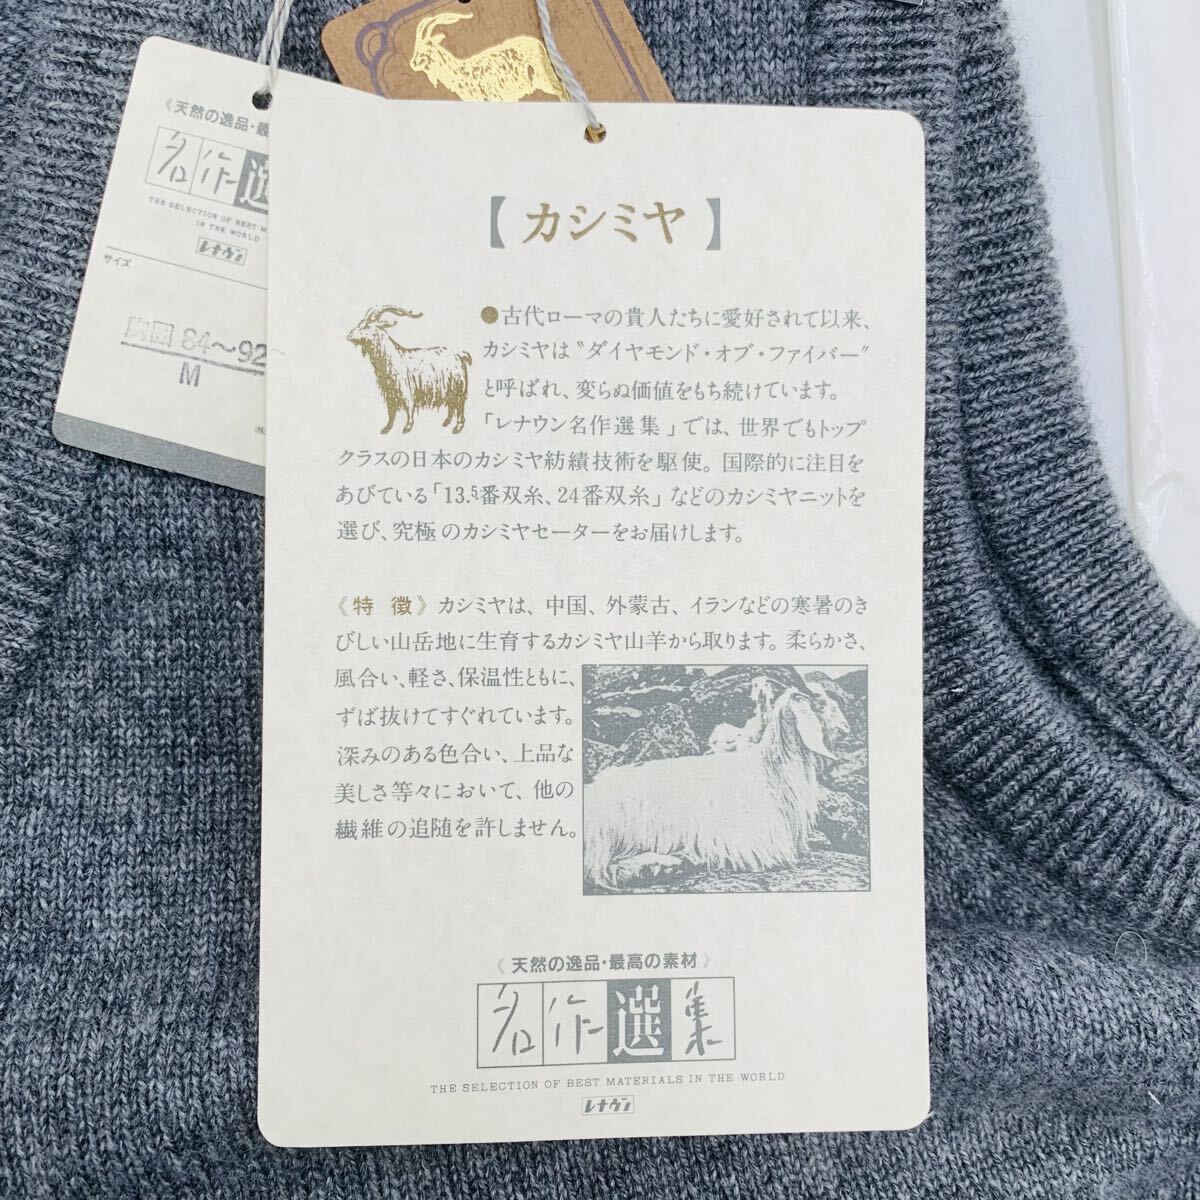 《天然の逸品・最
名作選
THE SELECTION OF BEST M
IN THE WORLD
レナウン
サイズ
胸囲 84〜92
M
【カシミヤ】
●古代ローマの貴人たちに愛好されて以来、
カシミヤは〝ダイヤモンド・オブ・ファイバー〟
と呼ばれ、変らぬ価値をもち続けています。
「レナウン名作選集」では、世界でもトップ
クラスの日本のカシミヤ紡績技術を駆使。国際的に注目を
あびている「13.5番双糸、24番双糸」などのカシミヤニットを
選び、究極のカシミヤセーターをお届けします。
《特 徴》カシミヤは、中国、外蒙古、イランなどの寒暑のき
びしい山岳地に生育するカシミヤ山羊から取ります。柔らかさ、
風合い、軽さ、保温性ともに、
ずば抜けてすぐれています。
深みのある色合い、上品な
美しさ等々において、他の
繊維の追随を許しません。
《天然の逸品・最高の素材》
名作選集
THE SELECTION OF BEST MATERIALS IN THE WORLD
レナウン